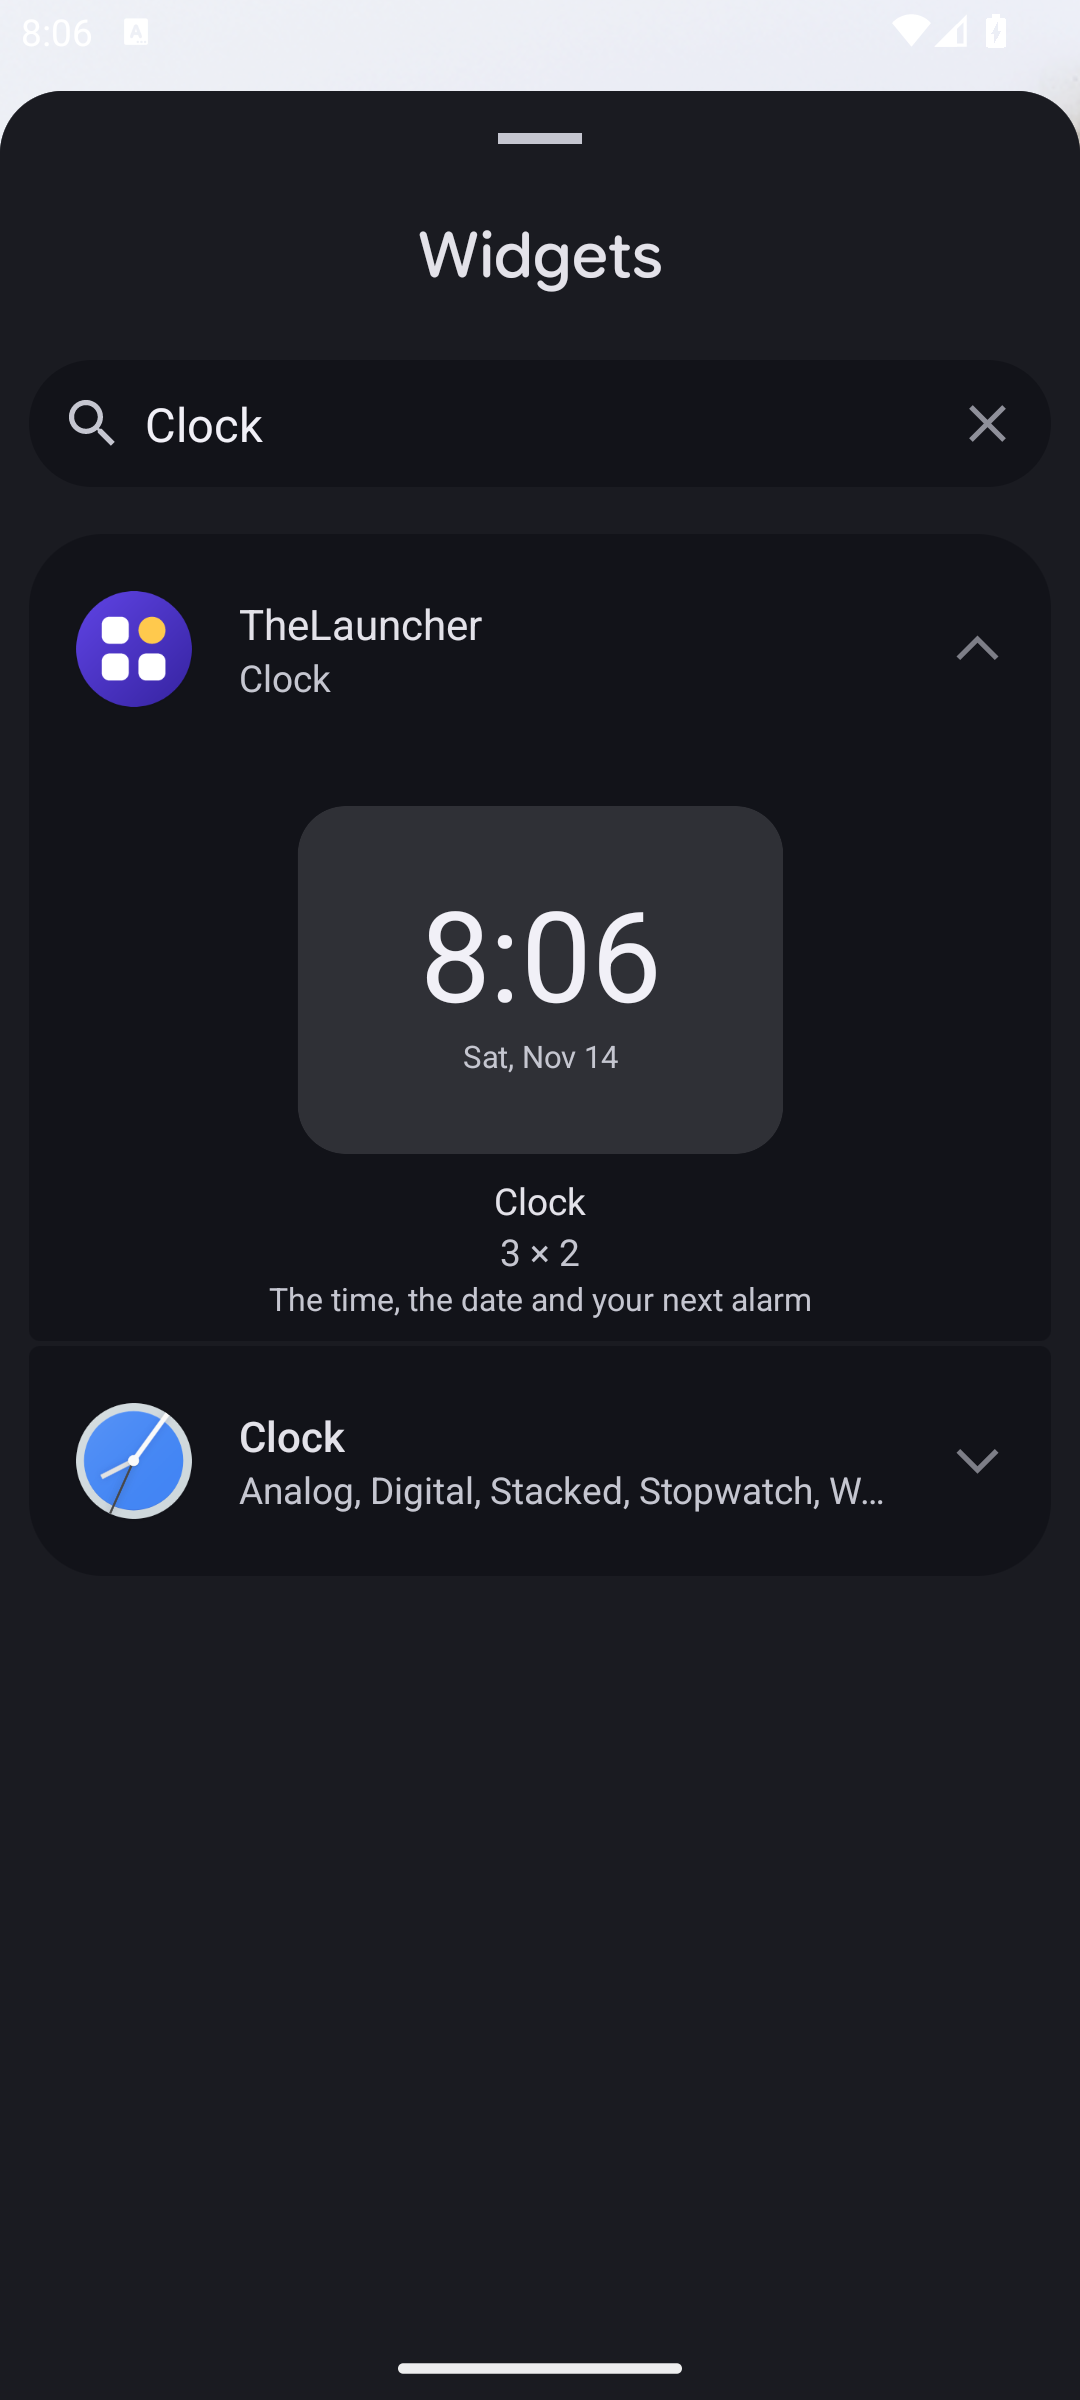 8:06
Widgets
Clock
TheLauncher
Clock
8:06
Sat, Nov 14
Clock
3 × 2
The time, the date and your next alarm
Clock
Analog, Digital, Stacked, Stopwatch, W...